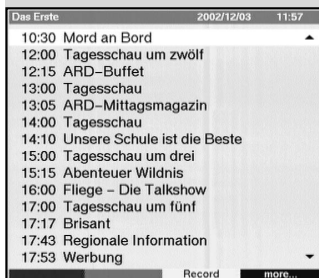 Das Erste 2002/12/03 11:57
10:30 Mord an Bord
12:00 Tagesschau um zwölf
12:15 ARD-Buffet
13:00 Tagesschau
13:05 ARD-Mittagsmagazin
14:00 Tagesschau
14:10 Unsere Schule ist die Beste
15:00 Tagesschau um drei
15:15 Abenteuer Wildnis
16:00 Fliege - Die Talkshow
17:00 Tagesschau um fünf
17:17 Brisant
17:43 Regionale Information
17:53 Werbung
Record more...